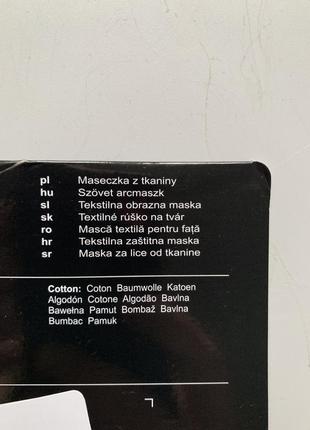 pl Maseczka z tkaniny
hu Szövet arcmaszk
sl Tekstilna obrazna maska
sk Textilné rúško na tvár
ro Mască textilă pentru față
hr Tekstilna zaštitna maska
sr Maska za lice od tkanine
Cotton: Coton Baumwolle Katoen
Algodón Cotone Algodão Bavlna
Bawełna Pamut Bombaž Bavlna
Bumbac Pamuk